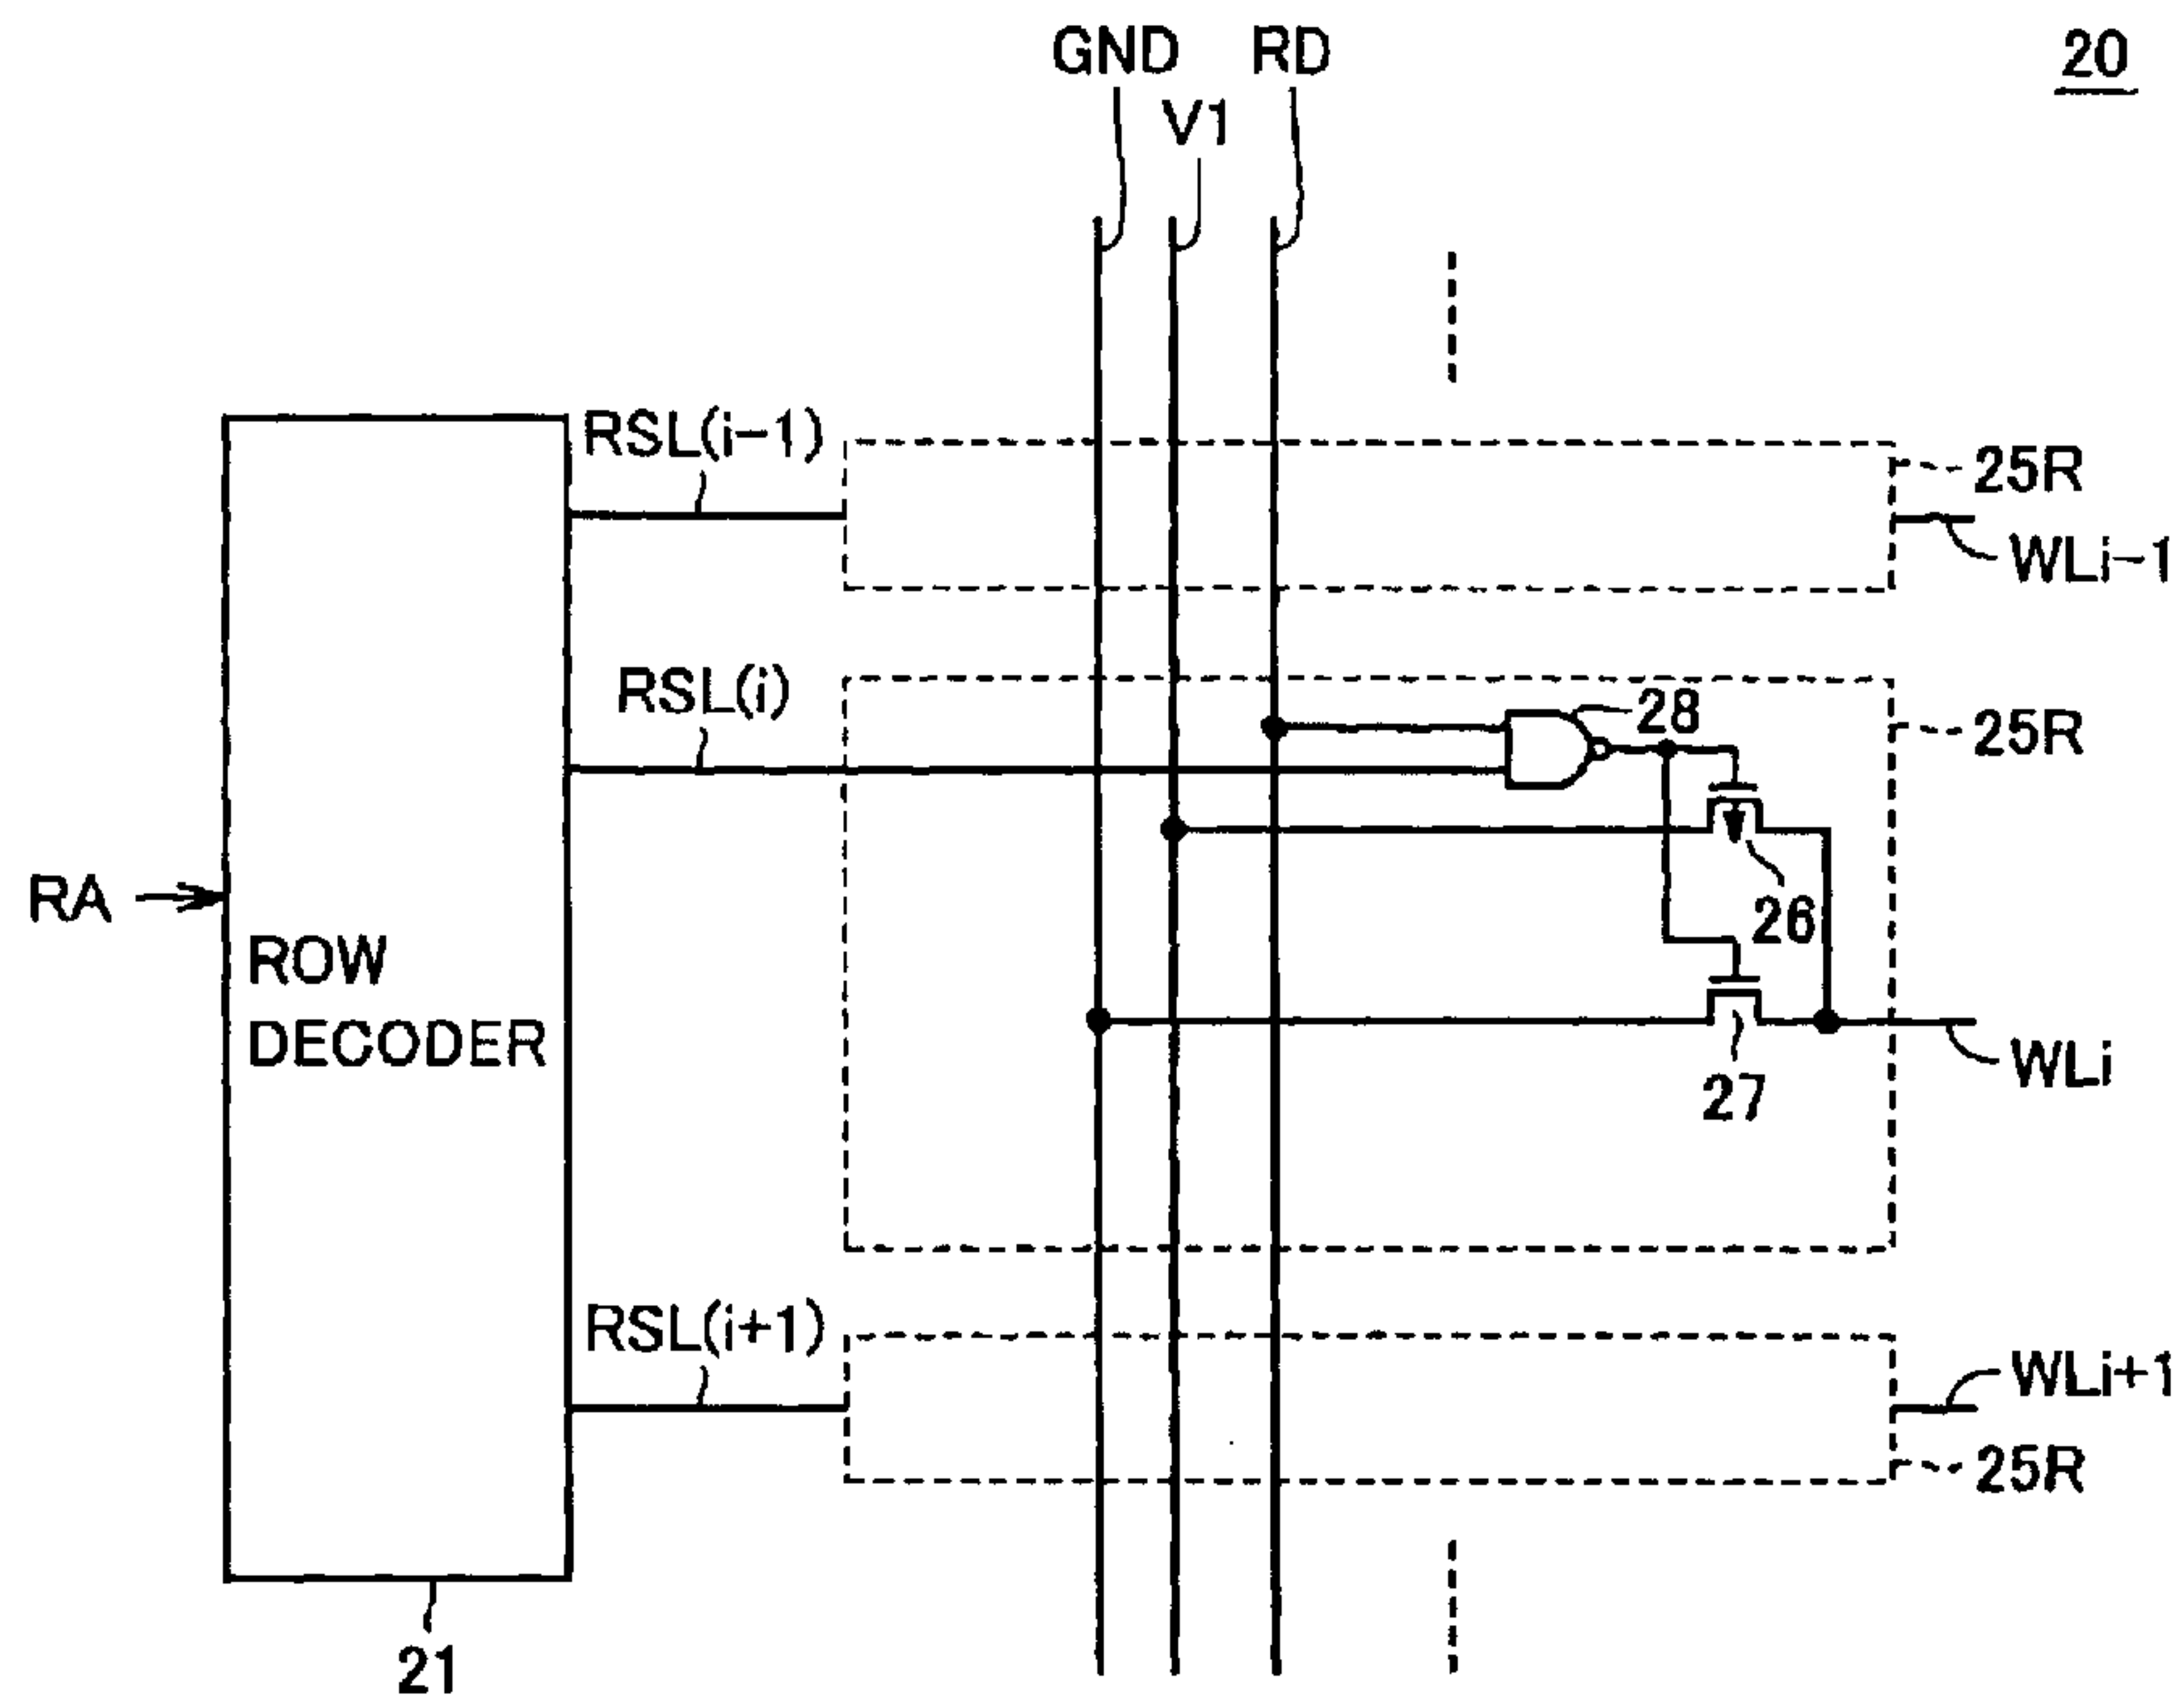 GND
RD
20
V1
RSL(i-1)
25R
WLi-1
RSL(i)
28
25R
RA
26
ROW
DECODER
WLi
27
RSL(i+1)
WLi+1
25R
21